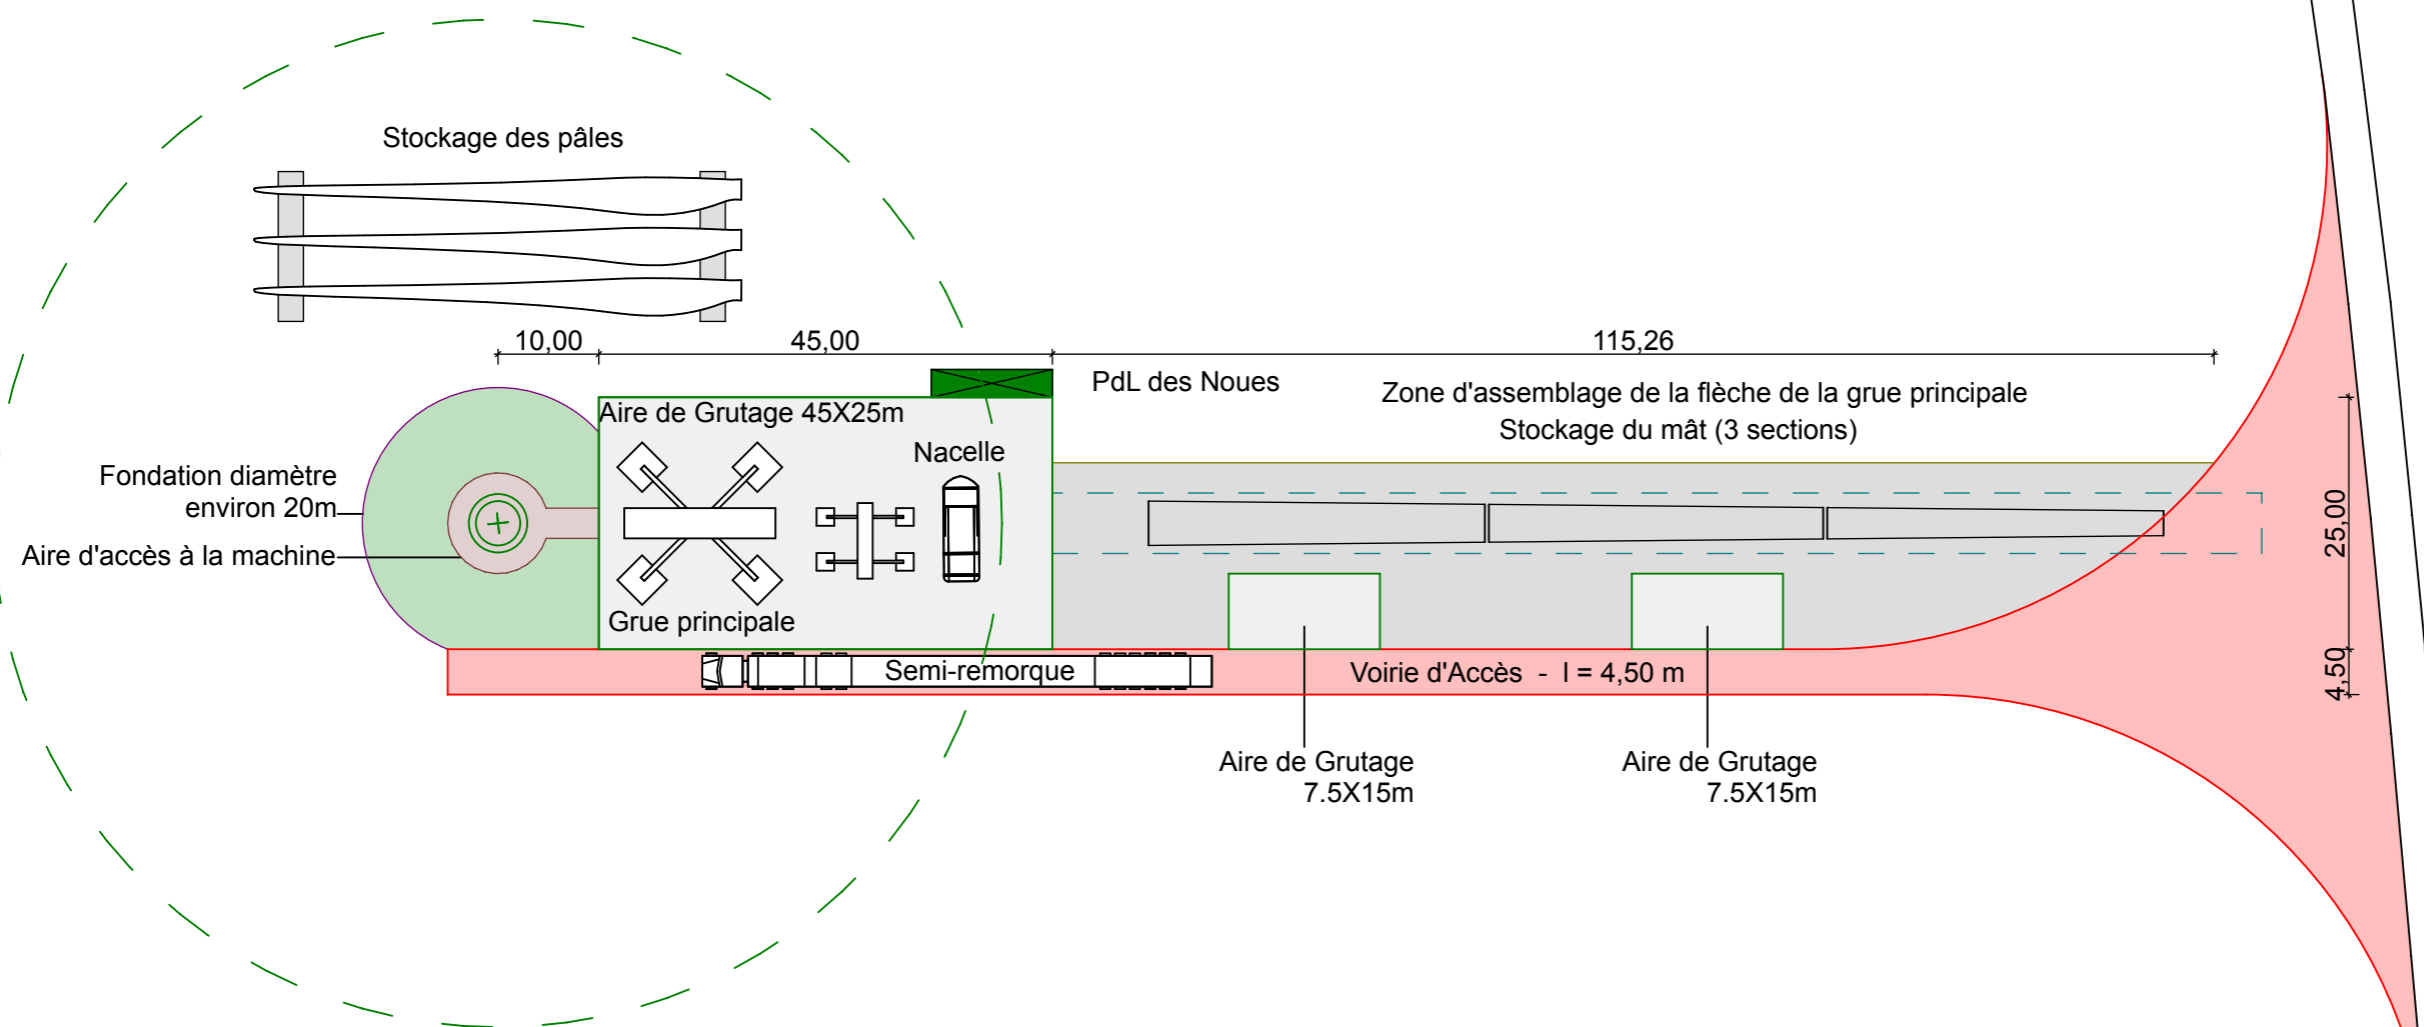 Stockage des pâles
10,00
45,00
115,26
PdL des Noues
Zone d'assemblage de la flèche de la grue principale
Stockage du mât (3 sections)
Aire de Grutage 45X25m
Nacelle
Fondation diamètre
environ 20m
Aire d'accès à la machine
Grue principale
25,00
Semi-remorque
Voirie d'Accès - l = 4,50 m
4,50
Aire de Grutage
7.5X15m
Aire de Grutage
7.5X15m